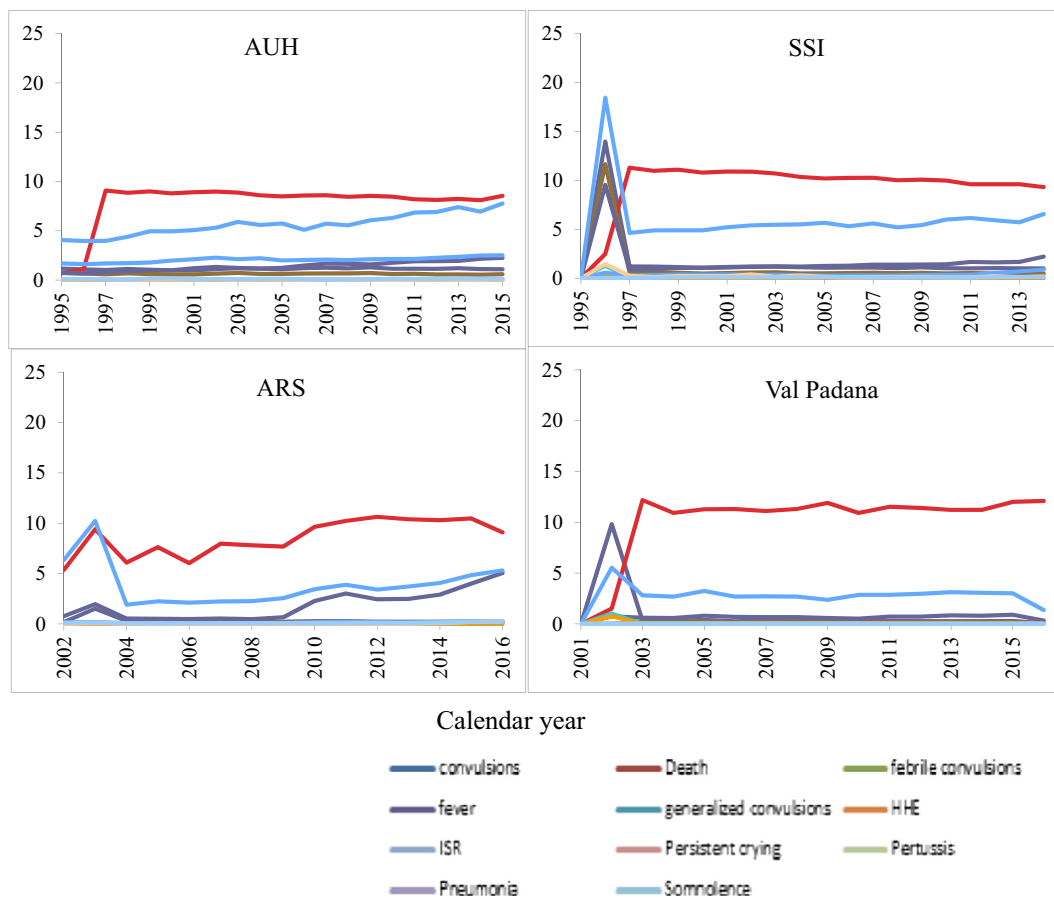 AUH
25
20
15
10
5
0
1995 1997 1999 2001 2003 2005 2007 2009 2011 2013 2015
SSI
25
20
15
10
5
0
1995 1997 1999 2001 2003 2005 2007 2009 2011 2013
ARS
25
20
15
10
5
0
2002 2004 2006 2008 2010 2012 2014 2016
Val Padana
25
20
15
10
5
0
2001 2003 2005 2007 2009 2011 2013 2015
Calendar year
convulsions Death febrile convulsions
fever generalized convulsions HHE
ISR Persistent crying Pertussis
Pneumonia Somnolence